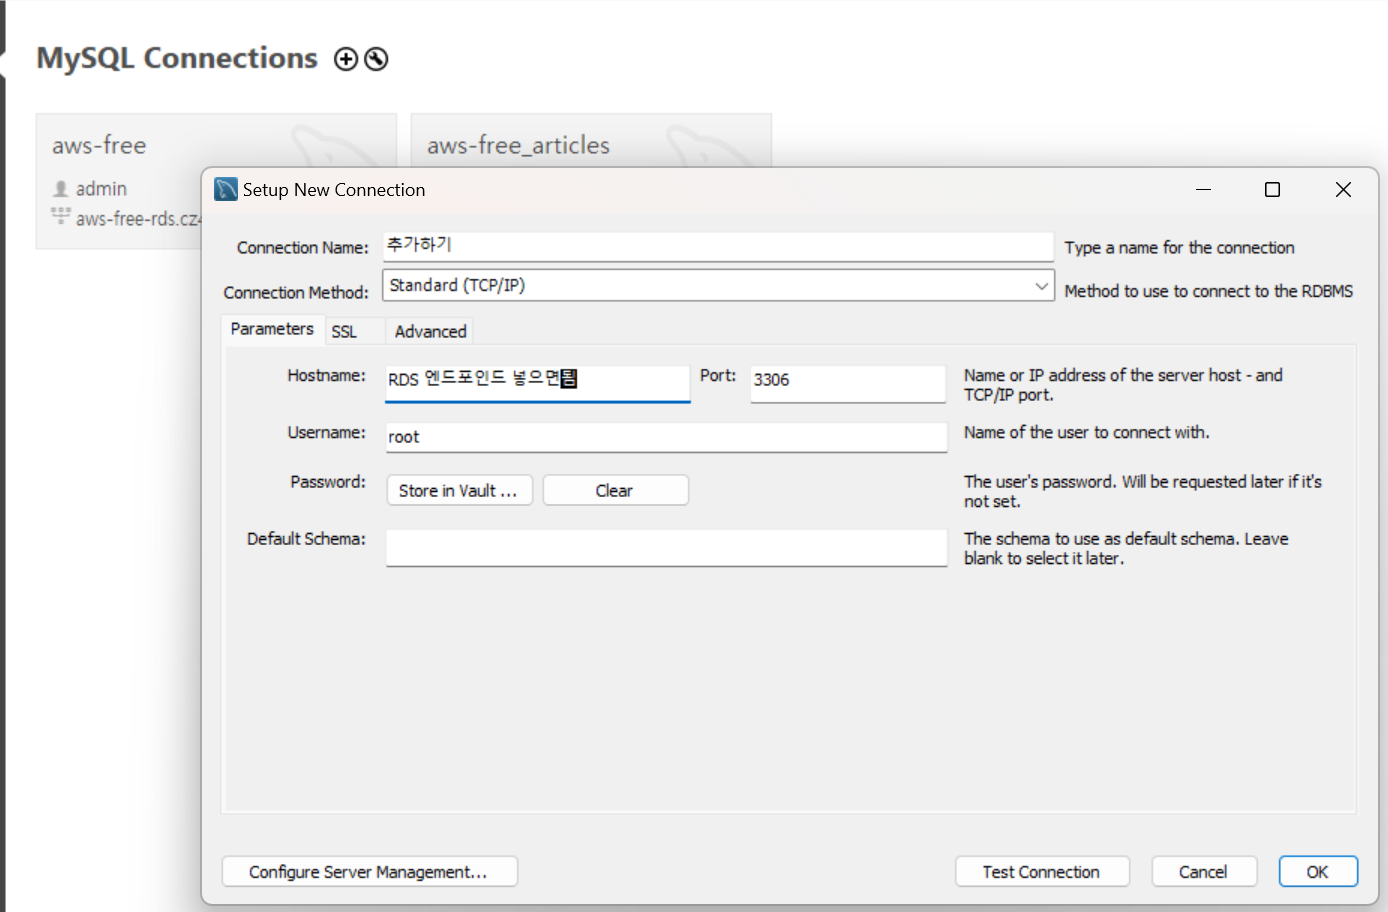 MySQL Connections
aws-free
admin
aws-free-rds.cz4
aws-free_articles
Setup New Connection
Connection Name: 추가하기 Type a name for the connection
Connection Method: Standard (TCP/IP) Method to use to connect to the RDBMS
Parameters SSL Advanced
Hostname: RDS 엔드포인드 넣으면됨 Port: 3306 Name or IP address of the server host - and
TCP/IP port.
Username: root Name of the user to connect with.
Password: Store in Vault ... Clear The user's password. Will be requested later if it's
not set.
Default Schema: The schema to use as default schema. Leave
blank to select it later.
Configure Server Management... Test Connection Cancel OK